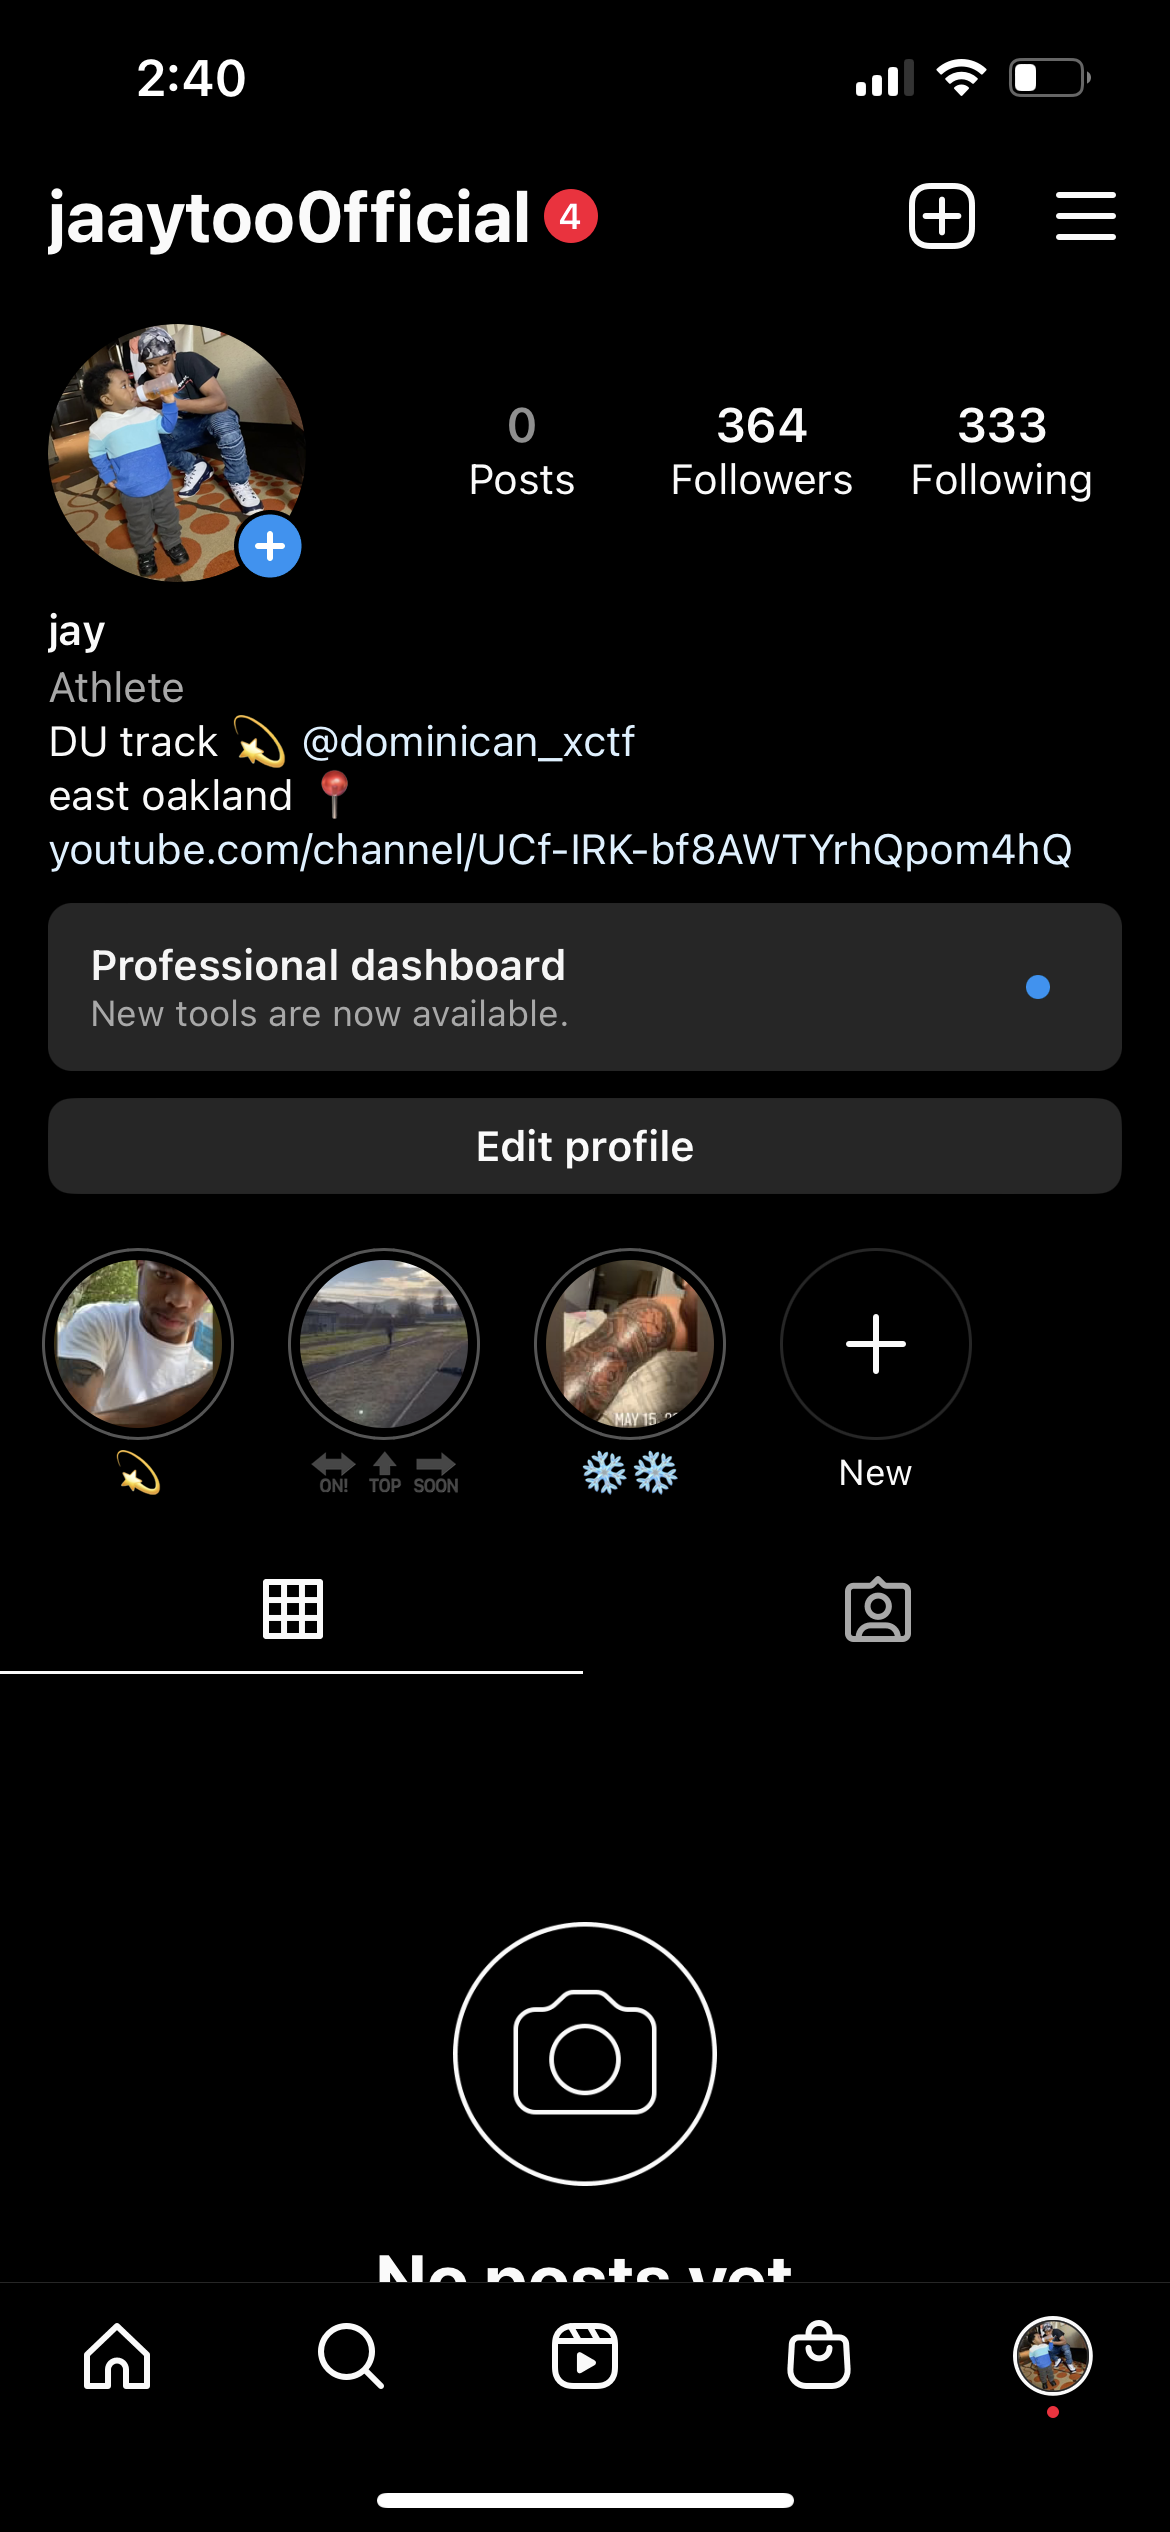 2:40
jaaytoo0fficial 4
0 364 333
Posts Followers Following
jay
Athlete
DU track 💫 @dominican_xctf
east oakland 📍
youtube.com/channel/UCf-IRK-bf8AWTYrhQpom4hQ
Professional dashboard
New tools are now available.
Edit profile
MAY 15,
💫 ON! TOP SOON ❄️❄️ New
No posts yet